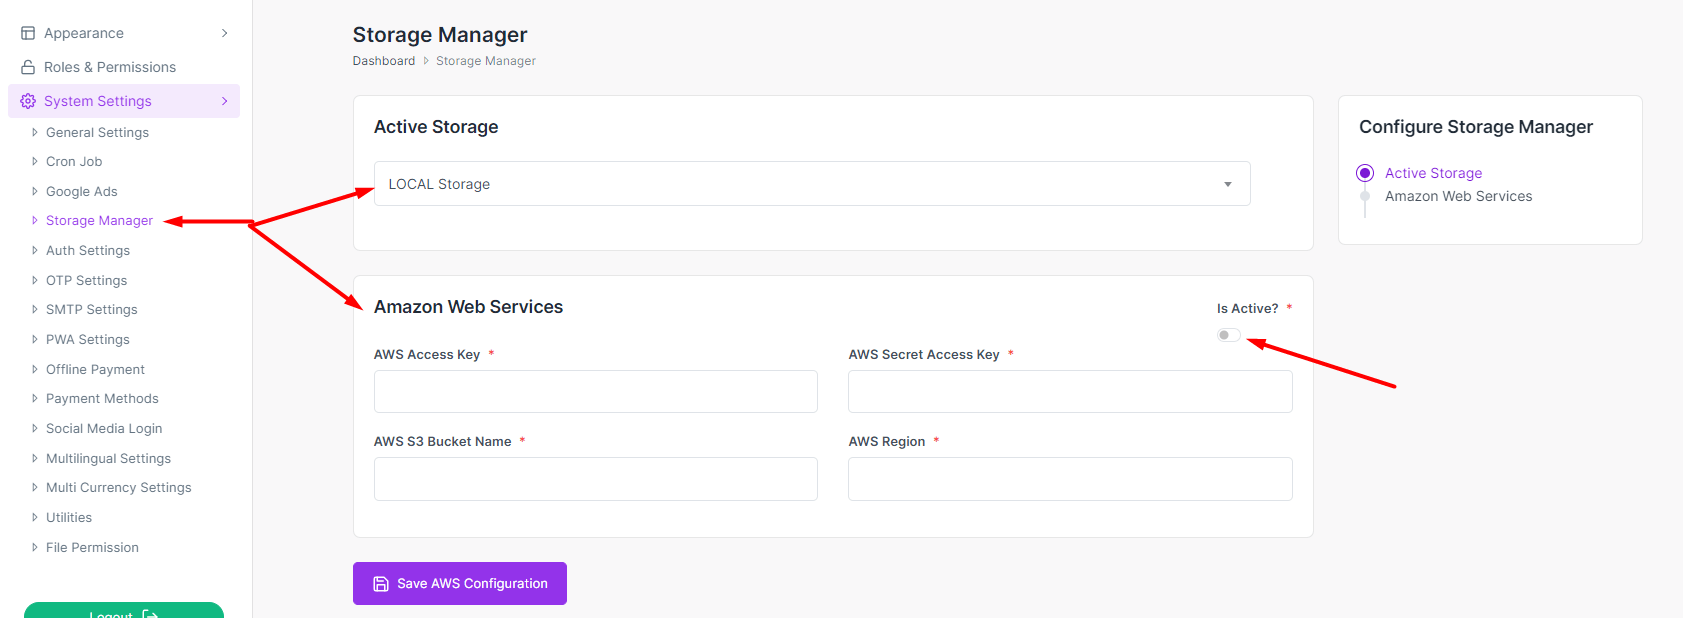 Appearance
Roles & Permissions
System Settings
General Settings
Cron Job
Google Ads
Storage Manager
Auth Settings
OTP Settings
SMTP Settings
PWA Settings
Offline Payment
Payment Methods
Social Media Login
Multilingual Settings
Multi Currency Settings
Utilities
File Permission
Logout
Storage Manager
Dashboard Storage Manager
Active Storage
LOCAL Storage
Amazon Web Services
Is Active? *
AWS Access Key *
AWS Secret Access Key *
AWS S3 Bucket Name *
AWS Region *
Save AWS Configuration
Configure Storage Manager
Active Storage
Amazon Web Services